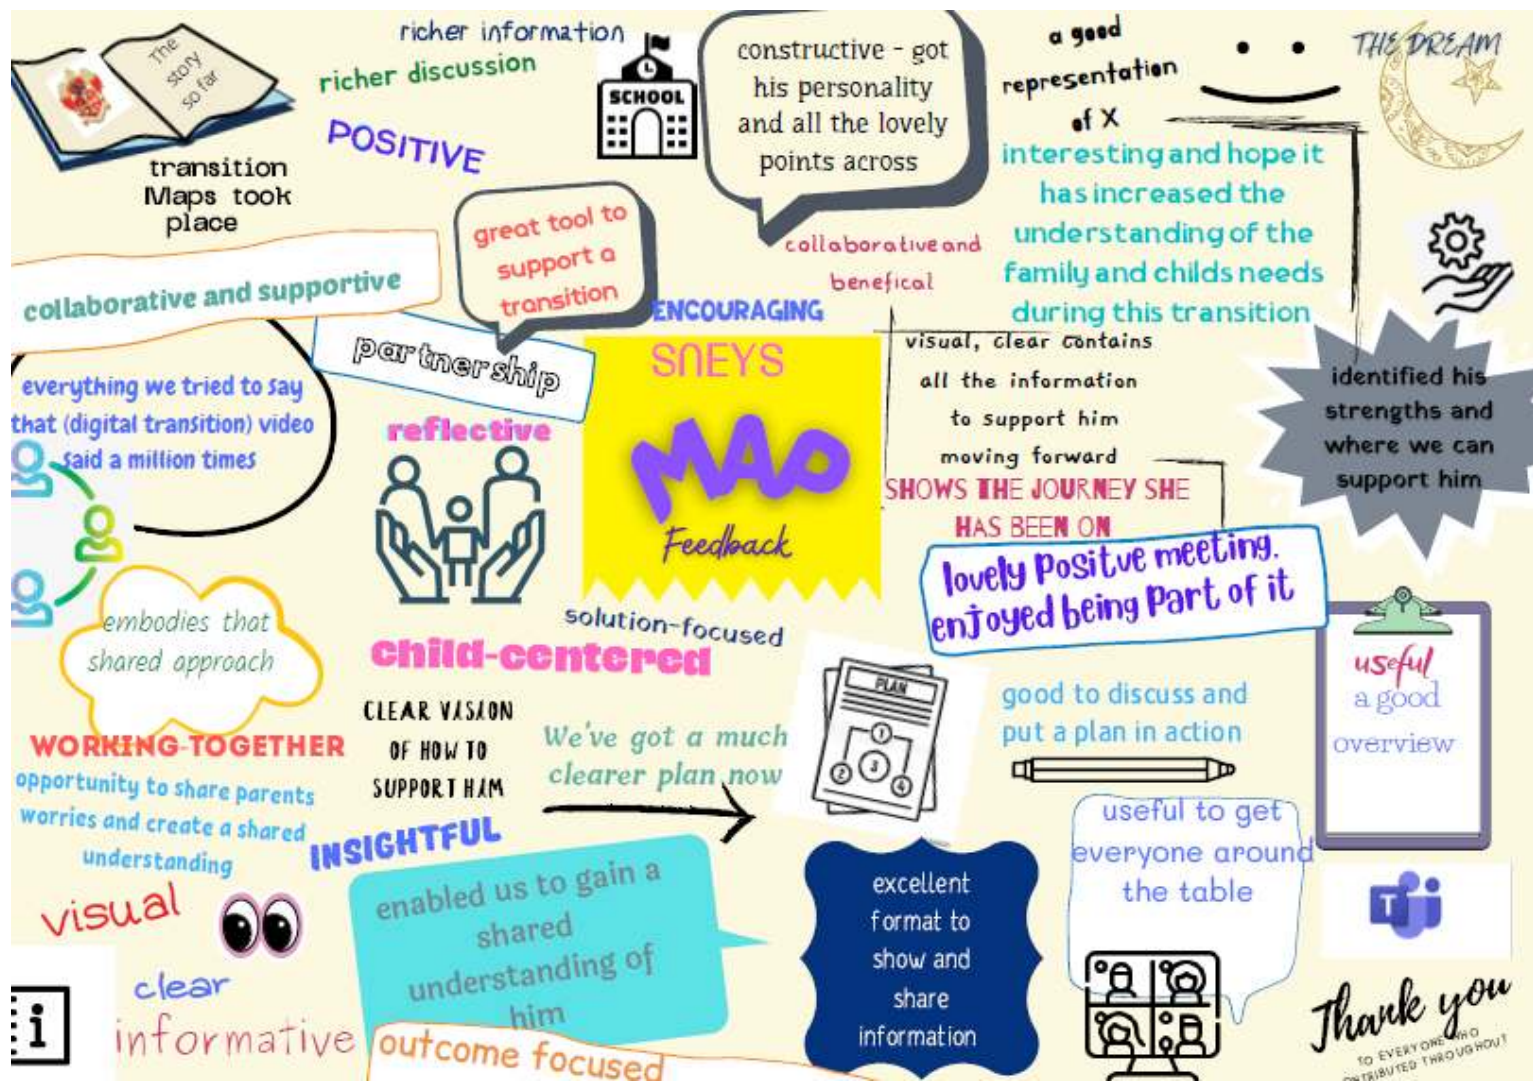 The
story
so far
transition
Maps took
place
richer information
richer discussion
POSITIVE
SCHOOL
constructive - got
his personality
and all the lovely
points across
a good
representation
of X
THE DREAM
interesting and hope it
has increased the
understanding of the
family and childs needs
during this transition
great tool to
support a
transition
collaborative and
benefical
collaborative and supportive
partnership
ENCOURAGING
everything we tried to say
that (digital transition) video
said a million times
reflective
SNEYS
MAP
Feedback
visual, clear contains
all the information
to support him
moving forward
SHOWS THE JOURNEY SHE
HAS BEEN ON
identified his
strengths and
where we can
support him
lovely Positve meeting.
enjoyed being Part of it
embodies that
shared approach
solution-focused
child-centered
CLEAR VISION
OF HOW TO
SUPPORT HIM
We've got a much
clearer plan now
PLAN
1
2
3
4
good to discuss and
put a plan in action
useful
a good
overview
WORKING-TOGETHER
opportunity to share parents
worries and create a shared
understanding
INSIGHTFUL
visual
clear
informative
i
enabled us to gain a
shared
understanding of
him
outcome focused
excellent
format to
show and
share
information
useful to get
everyone around
the table
T
Thank you
TO EVERYONE WHO
THROUGHOUT